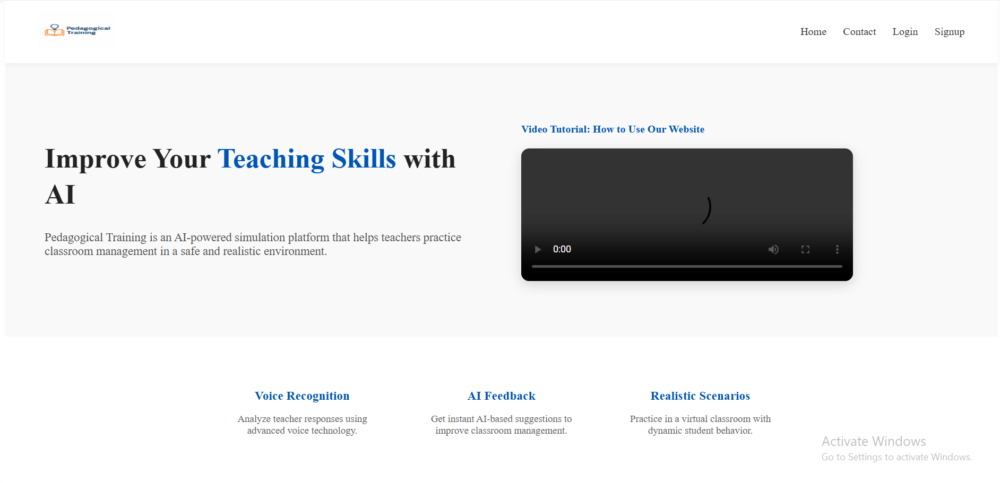 Pedagogical
Training
Home Contact Login Signup
Improve Your Teaching Skills with
AI
Pedagogical Training is an AI-powered simulation platform that helps teachers practice
classroom management in a safe and realistic environment.
Video Tutorial: How to Use Our Website
0:00
Voice Recognition
Analyze teacher responses using
advanced voice technology.
AI Feedback
Get instant AI-based suggestions to
improve classroom management.
Realistic Scenarios
Practice in a virtual classroom with
dynamic student behavior.
Activate Windows
Go to Settings to activate Windows.